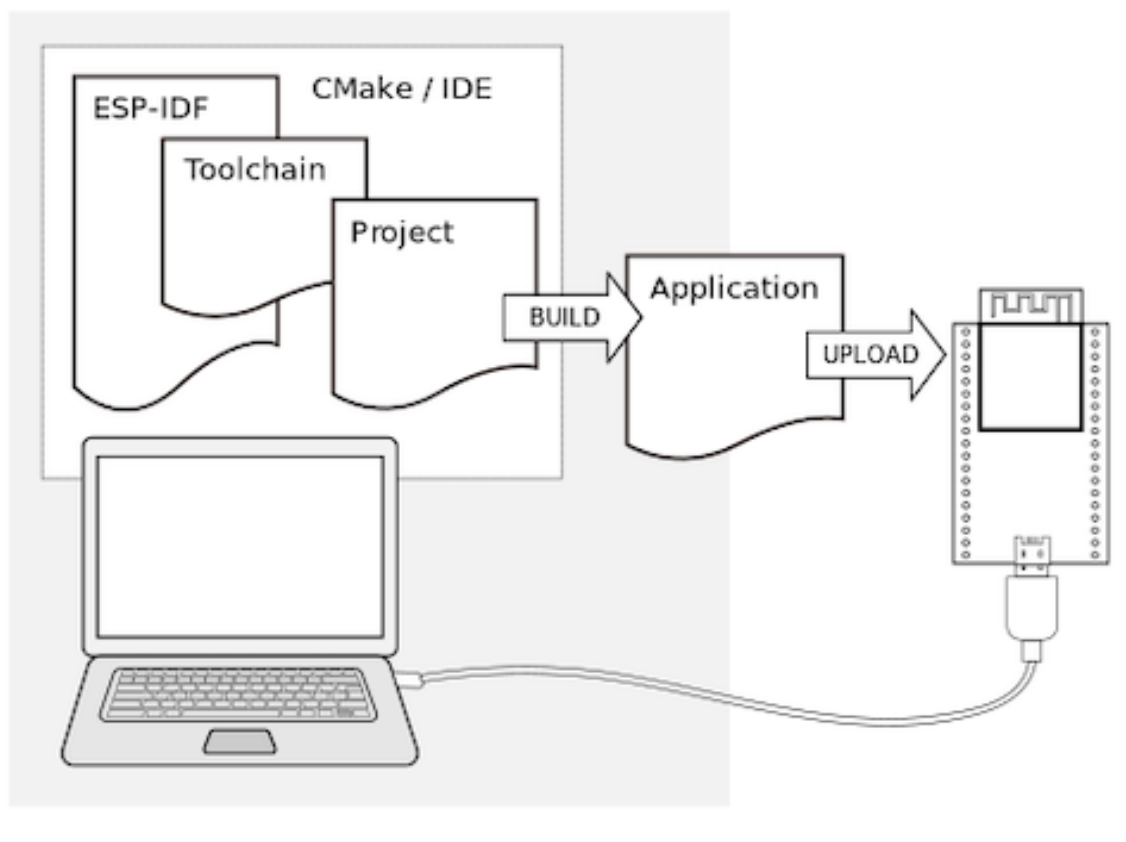 CMake / IDE
ESP-IDF
Toolchain
Project
BUILD
Application
UPLOAD